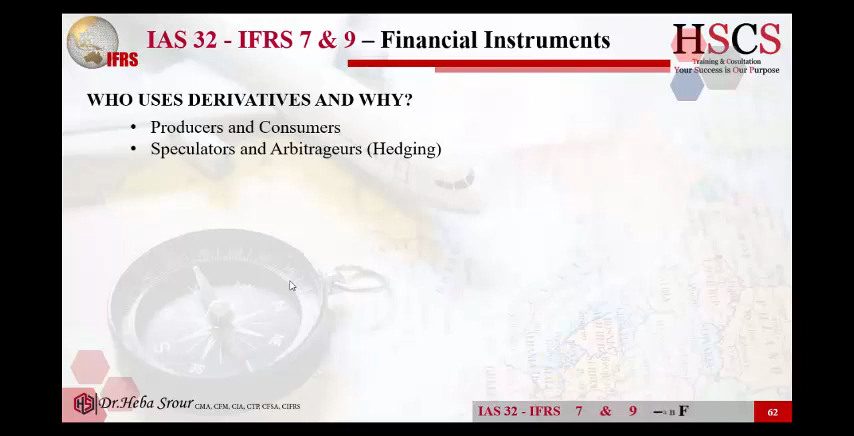 IFRS
IAS 32 - IFRS 7 & 9 – Financial Instruments
HSCS
Training & Cosultation
Your Success is Our Purpose
WHO USES DERIVATIVES AND WHY?
• Producers and Consumers
• Speculators and Arbitrageurs (Hedging)
Dr.Heba Srour CMA, CFM, CIA, CTP, CFSA, CIFRS
IAS 32 - IFRS 7 & 9 – F
62